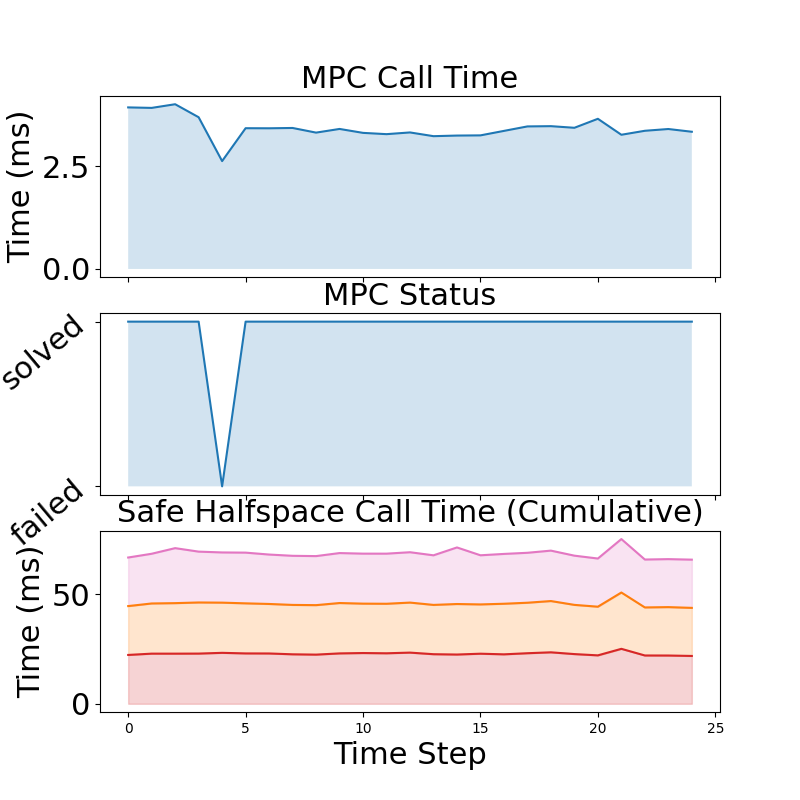 MPC Call Time
Time (ms)
2.5
0.0
MPC Status
solved
failed
Safe Halfspace Call Time (Cumulative)
Time (ms)
50
0
0 5 10 15 20 25
Time Step